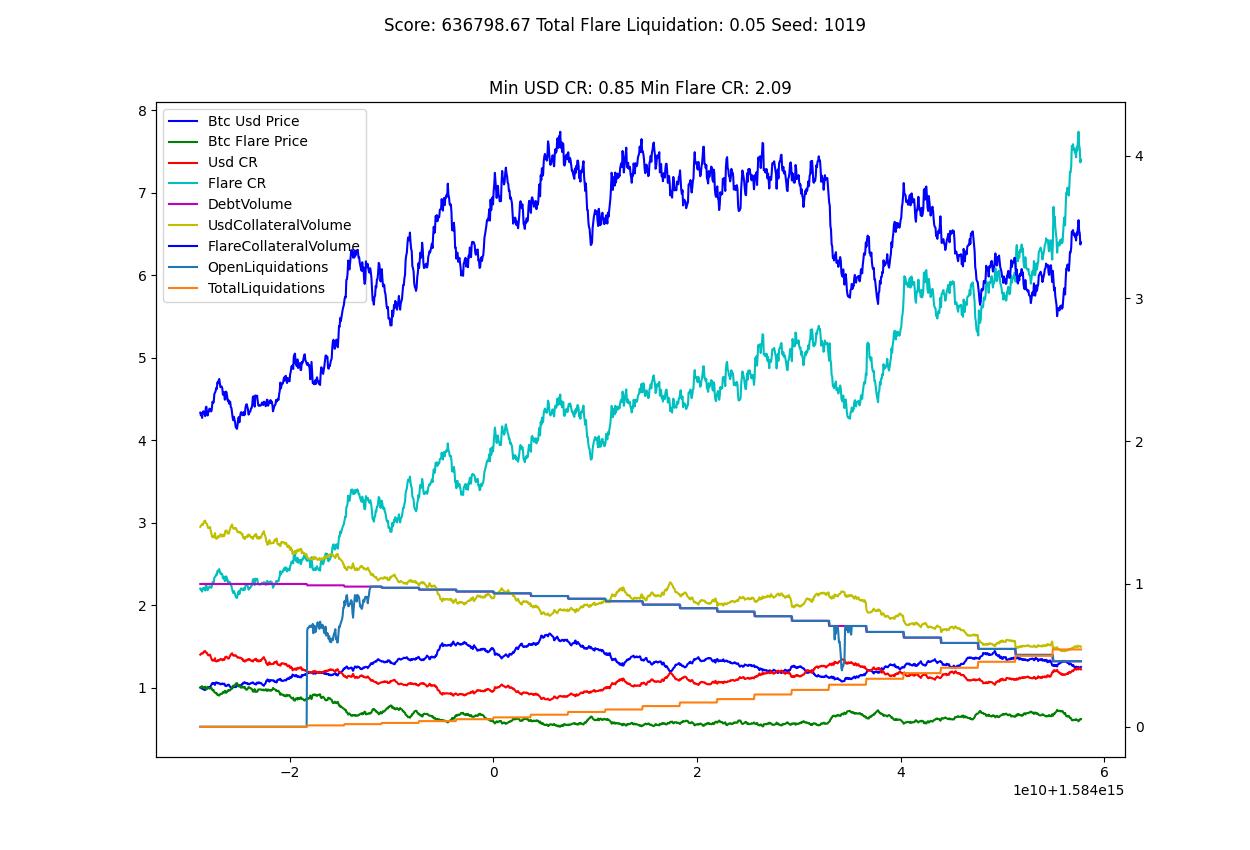 Score: 636798.67 Total Flare Liquidation: 0.05 Seed: 1019
Min USD CR: 0.85 Min Flare CR: 2.09
Btc Usd Price
Btc Flare Price
Usd CR
Flare CR
DebtVolume
UsdCollateralVolume
FlareCollateralVolume
OpenLiquidations
TotalLiquidations
8
7
6
5
4
3
2
1
4
3
2
1
0
−2 0 2 4 6
1e10+1.584e15